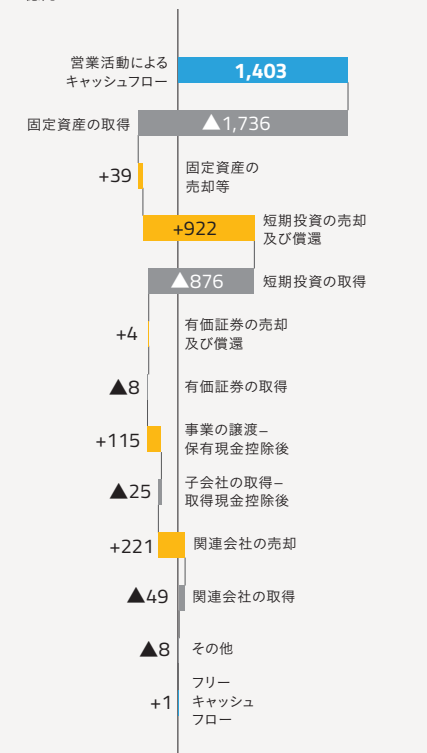 営業活動による
キャッシュフロー
1,403
固定資産の取得
▲1,736
+39
固定資産の
売却等
+922
短期投資の売却
及び償還
▲876
短期投資の取得
+4
有価証券の売却
及び償還
▲8
有価証券の取得
+115
事業の譲渡−
保有現金控除後
▲25
子会社の取得−
取得現金控除後
+221
関連会社の売却
▲49
関連会社の取得
▲8
その他
+1
フリー
キャッシュ
フロー